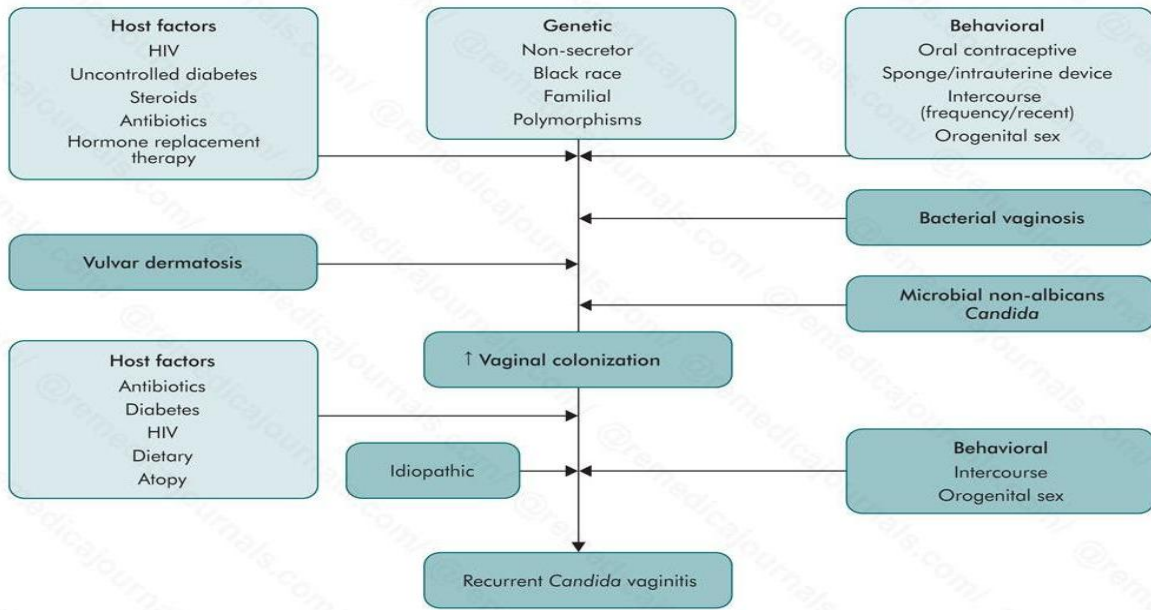 Host factors
HIV
Uncontrolled diabetes
Steroids
Antibiotics
Hormone replacement
therapy
Genetic
Non-secretor
Black race
Familial
Polymorphisms
Behavioral
Oral contraceptive
Sponge/intrauterine device
Intercourse
(frequency/recent)
Orogenital sex
Bacterial vaginosis
Vulvar dermatosis
Microbial non-albicans
Candida
↑ Vaginal colonization
Host factors
Antibiotics
Diabetes
HIV
Dietary
Atopy
Idiopathic
Behavioral
Intercourse
Orogenital sex
Recurrent Candida vaginitis
@remedicajournals.com/